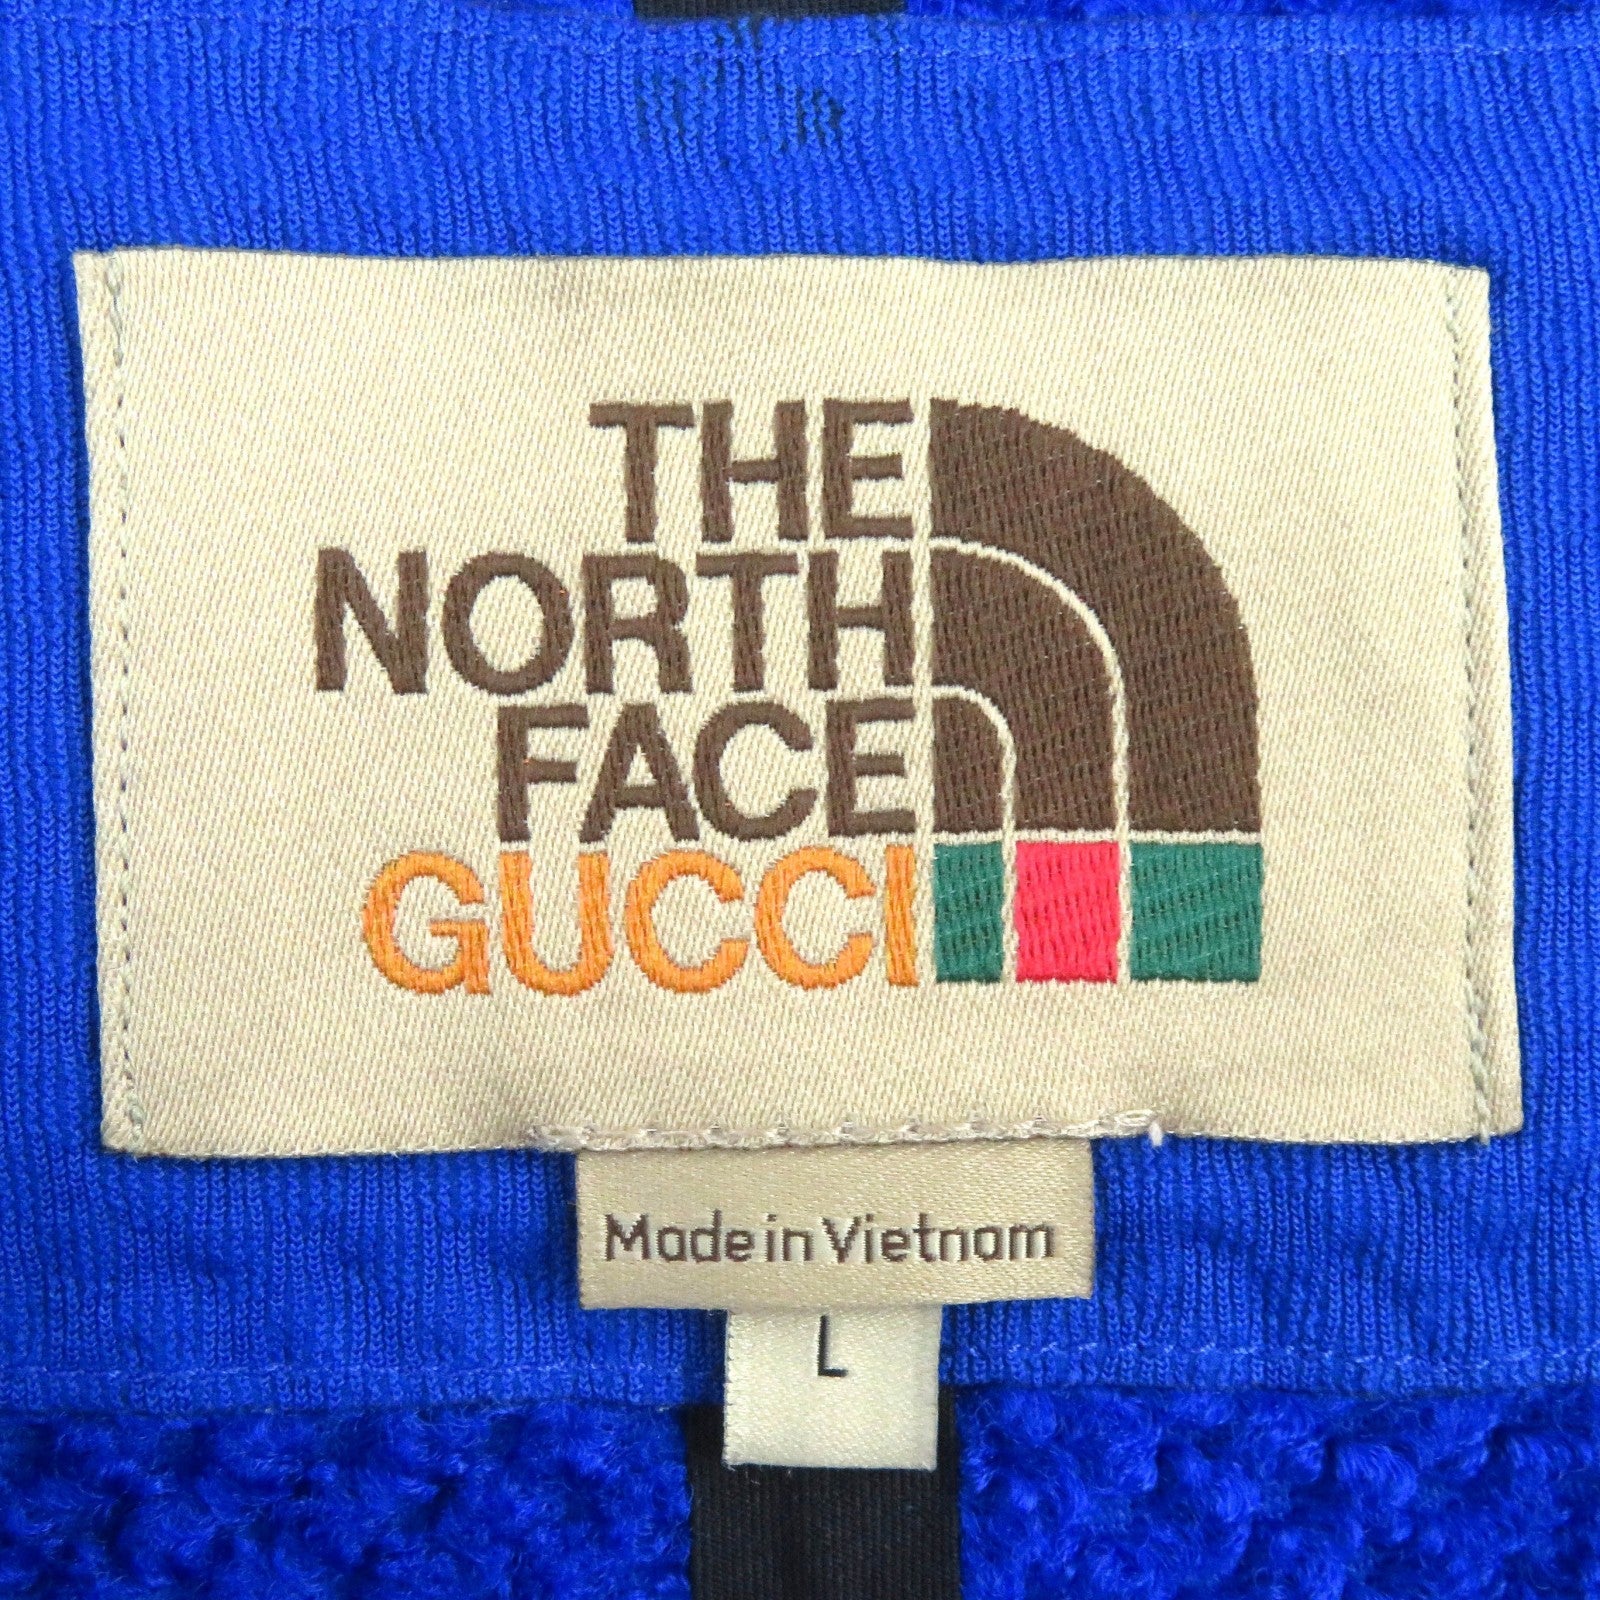 THE
NORTH
FACE
GUCCI
Made in Vietnam
L